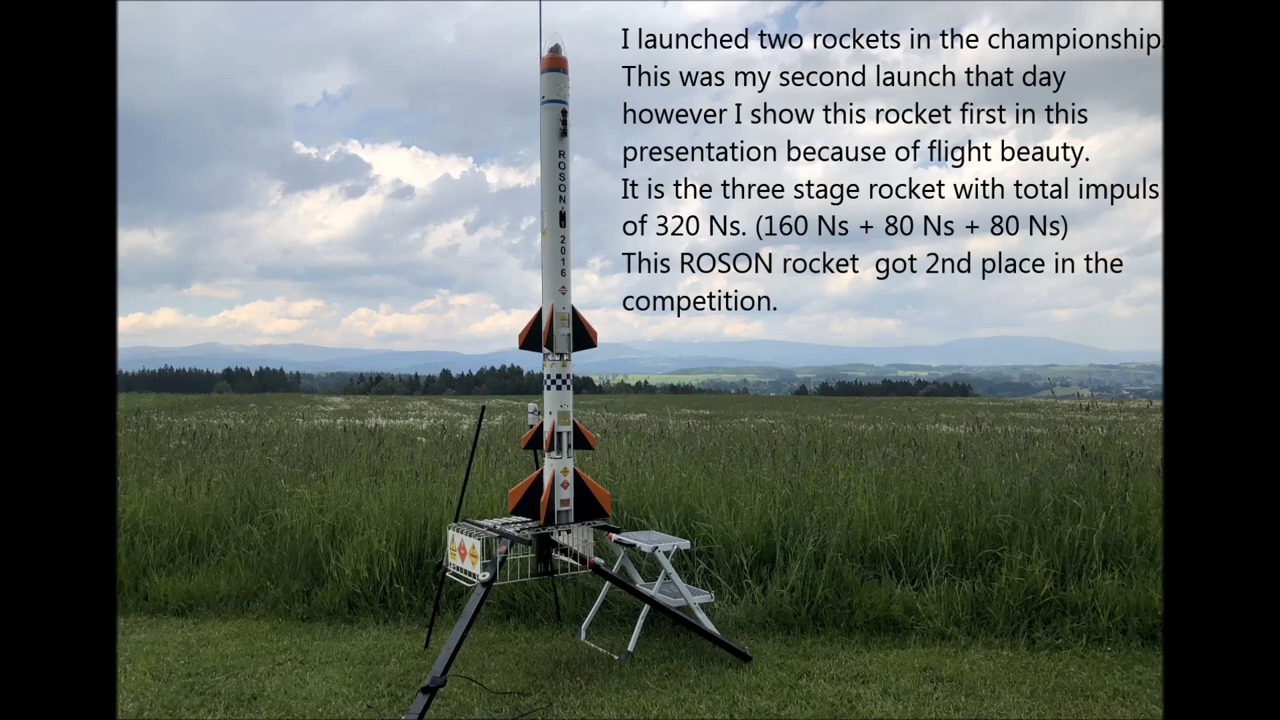 I launched two rockets in the championship.
This was my second launch that day
however I show this rocket first in this
presentation because of flight beauty.
It is the three stage rocket with total impuls
of 320 Ns. (160 Ns + 80 Ns + 80 Ns)
This ROSON rocket  got 2nd place in the
competition.
ROSON
2016